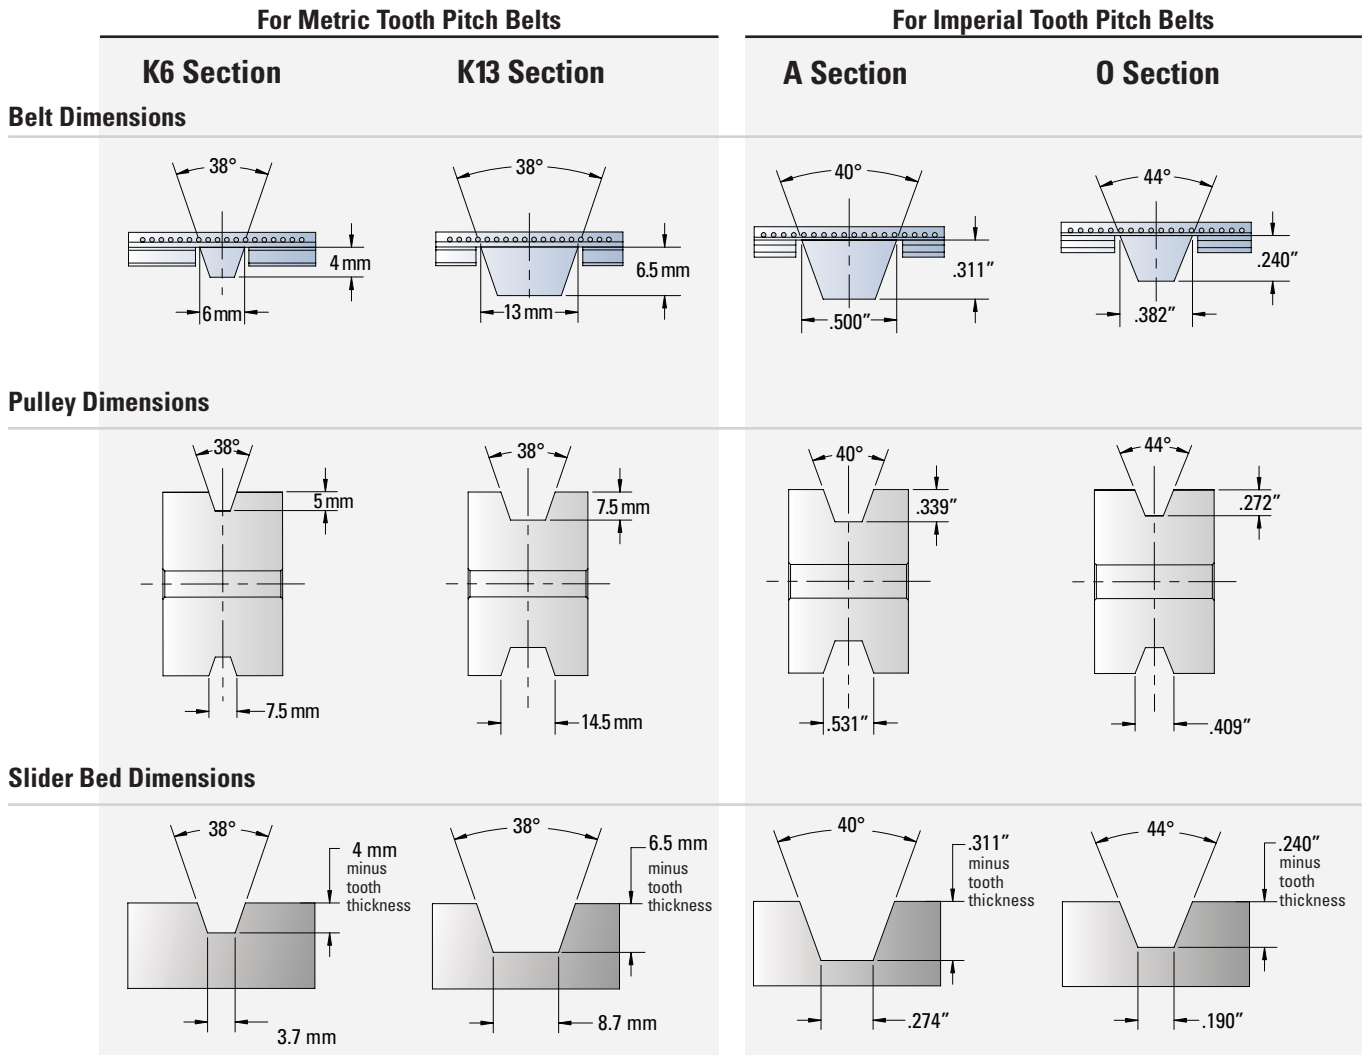 For Metric Tooth Pitch Belts
For Imperial Tooth Pitch Belts
K6 Section
K13 Section
A Section
O Section
Belt Dimensions
38°
4 mm
6 mm
38°
6.5 mm
13 mm
40°
.311”
.500”
44°
.240”
.382”
Pulley Dimensions
38°
5 mm
7.5 mm
38°
7.5 mm
14.5 mm
40°
.339”
.531”
44°
.272”
.409”
Slider Bed Dimensions
38°
4 mm
minus
tooth
thickness
3.7 mm
38°
6.5 mm
minus
tooth
thickness
8.7 mm
40°
.311”
minus
tooth
thickness
.274”
44°
.240”
minus
tooth
thickness
.190”